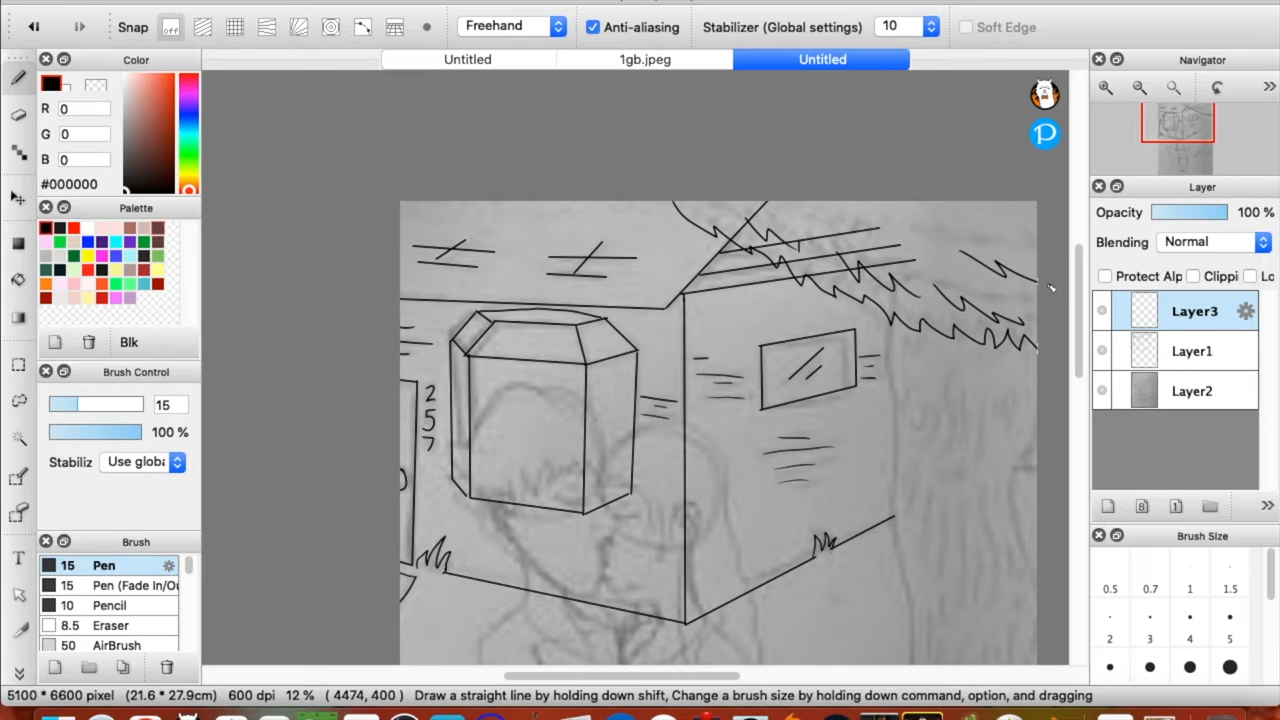 Snap off Freehand Anti-aliasing Stabilizer (Global settings) 10 Soft Edge
Untitled 1gb.jpeg Untitled
Color
R 0
G 0
B 0
#000000
Palette
Blk
Brush Control
15
100 %
Stabiliz Use globa
Brush
15 Pen
15 Pen (Fade In/Ou
10 Pencil
8.5 Eraser
50 AirBrush
T
2
5
7
P
Navigator
Layer
Opacity 100 %
Blending Normal
Protect Alp Clippi Lo
Layer3
Layer1
Layer2
8 1
Brush Size
0.5 0.7 1 1.5
2 3 4 5
5100 * 6600 pixel (21.6 * 27.9cm) 600 dpi 12 % ( 4474, 400 ) Draw a straight line by holding down shift, Change a brush size by holding down command, option, and dragging